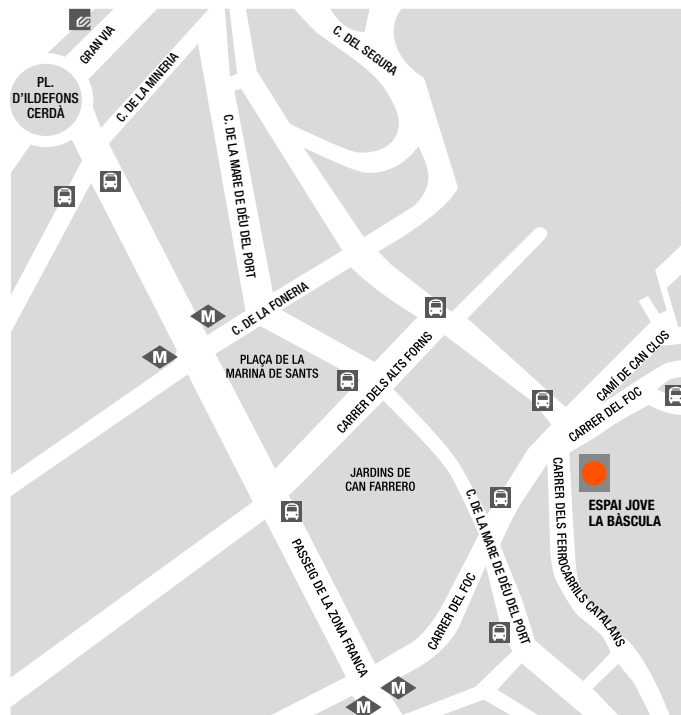 GRAN VIA
C. DEL SEGURA
PL.
D'ILDEFONS
CERDÀ
C. DE LA MINERIA
C. DE LA MARE DE DÉU DEL PORT
C. DE LA FONERIA
M
M
PLAÇA DE LA
MARINA DE SANTS
CARRER DELS ALTS FORNS
CAMÍ DE CAN CLOS
CARRER DEL FOC
JARDINS DE
CAN FARRERO
CARRER DELS FERROCARRILS CATALANS
ESPAI JOVE
LA BÀSCULA
C. DE LA MARE DE DÉU DEL PORT
PASSEIG DE LA ZONA FRANCA
CARRER DEL FOC
M
M